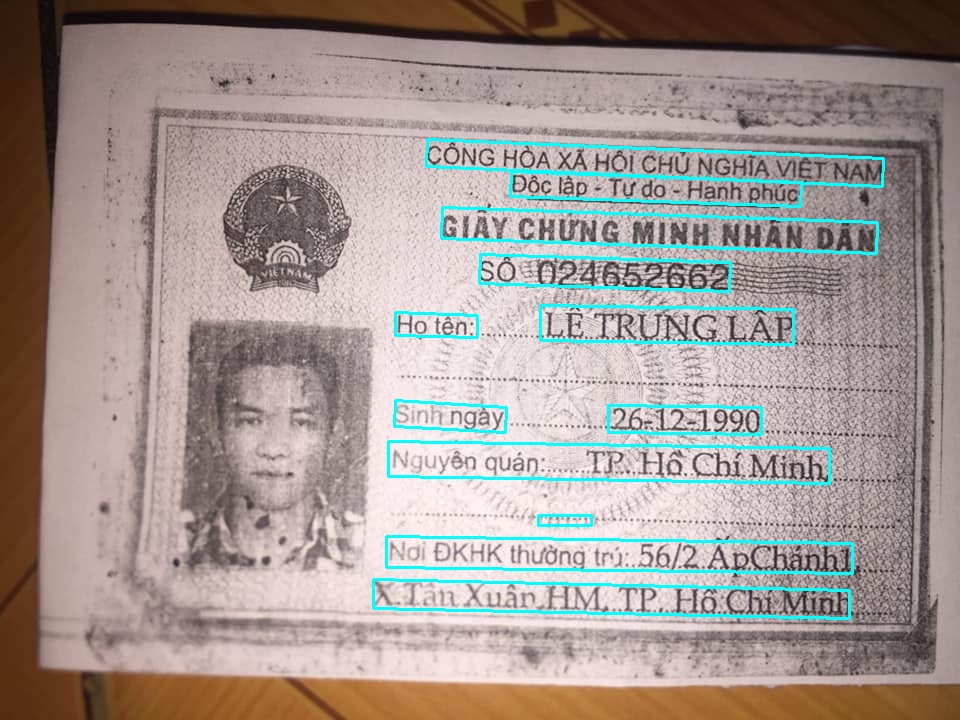 CỘNG HÒA XÃ HỘI CHỦ NGHĨA VIỆT NAM
Độc lập - Tự do - Hạnh phúc
GIẤY CHỨNG MINH NHÂN DÂN
SỐ 024652662
VIỆT NAM
Họ tên: LÊ TRUNG LẬP
Sinh ngày 26-12-1990
Nguyên quán: TP. Hồ Chí Minh
Nơi ĐKHK thường trú: 56/2 ẤpChánh1
X.Tân Xuân, HM, TP. Hồ Chí Minh